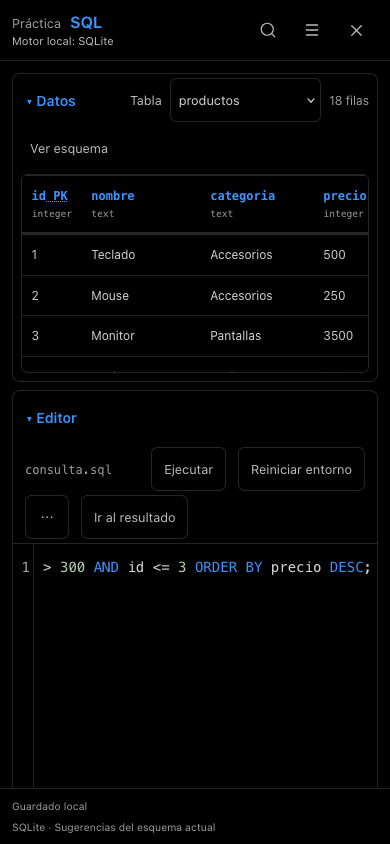 Práctica SQL
Motor local: SQLite
▾ Datos Tabla productos 18 filas
Ver esquema
id PK nombre categoria precio
integer text text integer
1 Teclado Accesorios 500
2 Mouse Accesorios 250
3 Monitor Pantallas 3500
▾ Editor
consulta.sql Ejecutar Reiniciar entorno
... Ir al resultado
1 > 300 AND id <= 3 ORDER BY precio DESC;
Guardado local
SQLite · Sugerencias del esquema actual